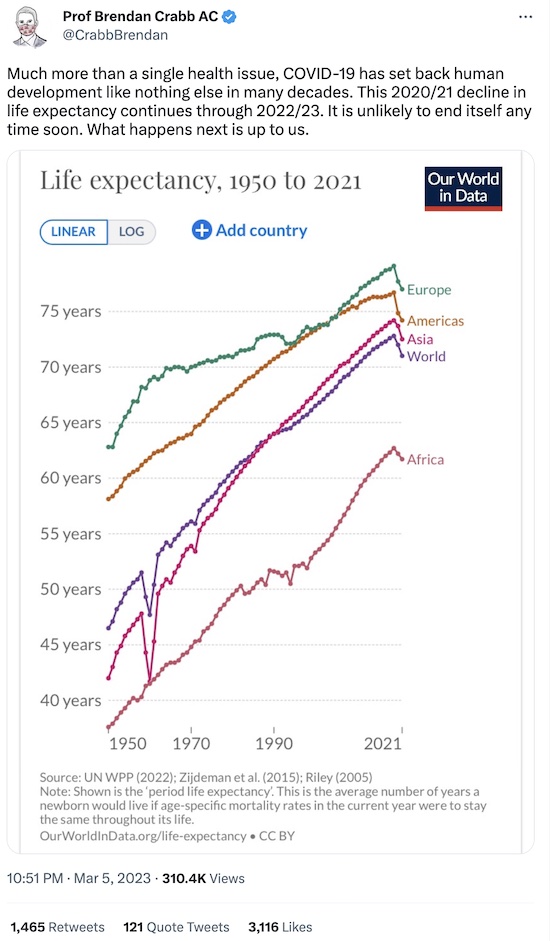 Prof Brendan Crabb AC
@CrabbBrendan
Much more than a single health issue, COVID-19 has set back human
development like nothing else in many decades. This 2020/21 decline in
life expectancy continues through 2022/23. It is unlikely to end itself any
time soon. What happens next is up to us.
Life expectancy, 1950 to 2021
Our World
in Data
LINEAR LOG
Add country
75 years
70 years
65 years
60 years
55 years
50 years
45 years
40 years
Europe
Americas
Asia
World
Africa
1950 1970 1990 2021
Source: UN WPP (2022); Zijdeman et al. (2015); Riley (2005)
Note: Shown is the 'period life expectancy'. This is the average number of years a
newborn would live if age-specific mortality rates in the current year were to stay
the same throughout its life.
OurWorldInData.org/life-expectancy • CC BY
10:51 PM · Mar 5, 2023 · 310.4K Views
1,465 Retweets 121 Quote Tweets 3,116 Likes